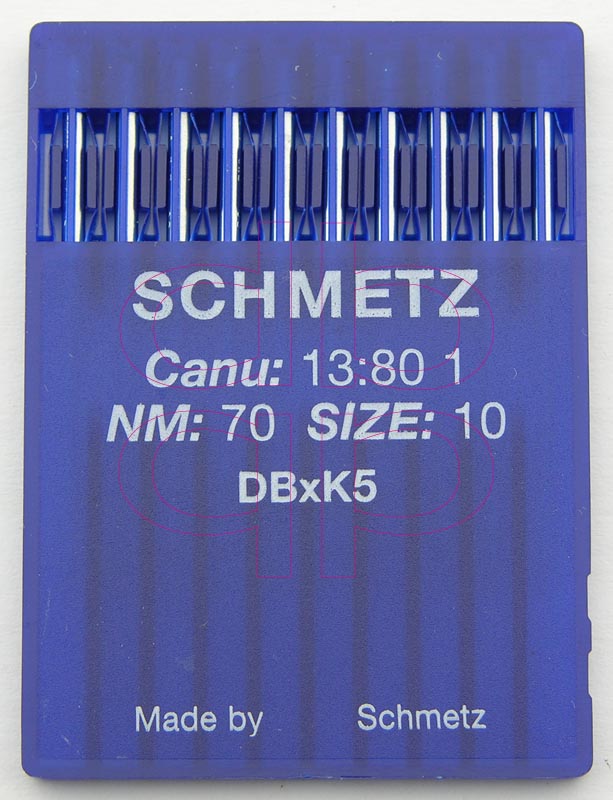 SCHMETZ
Canu: 13:80 1
NM: 70 SIZE: 10
DBxK5
Made by Schmetz